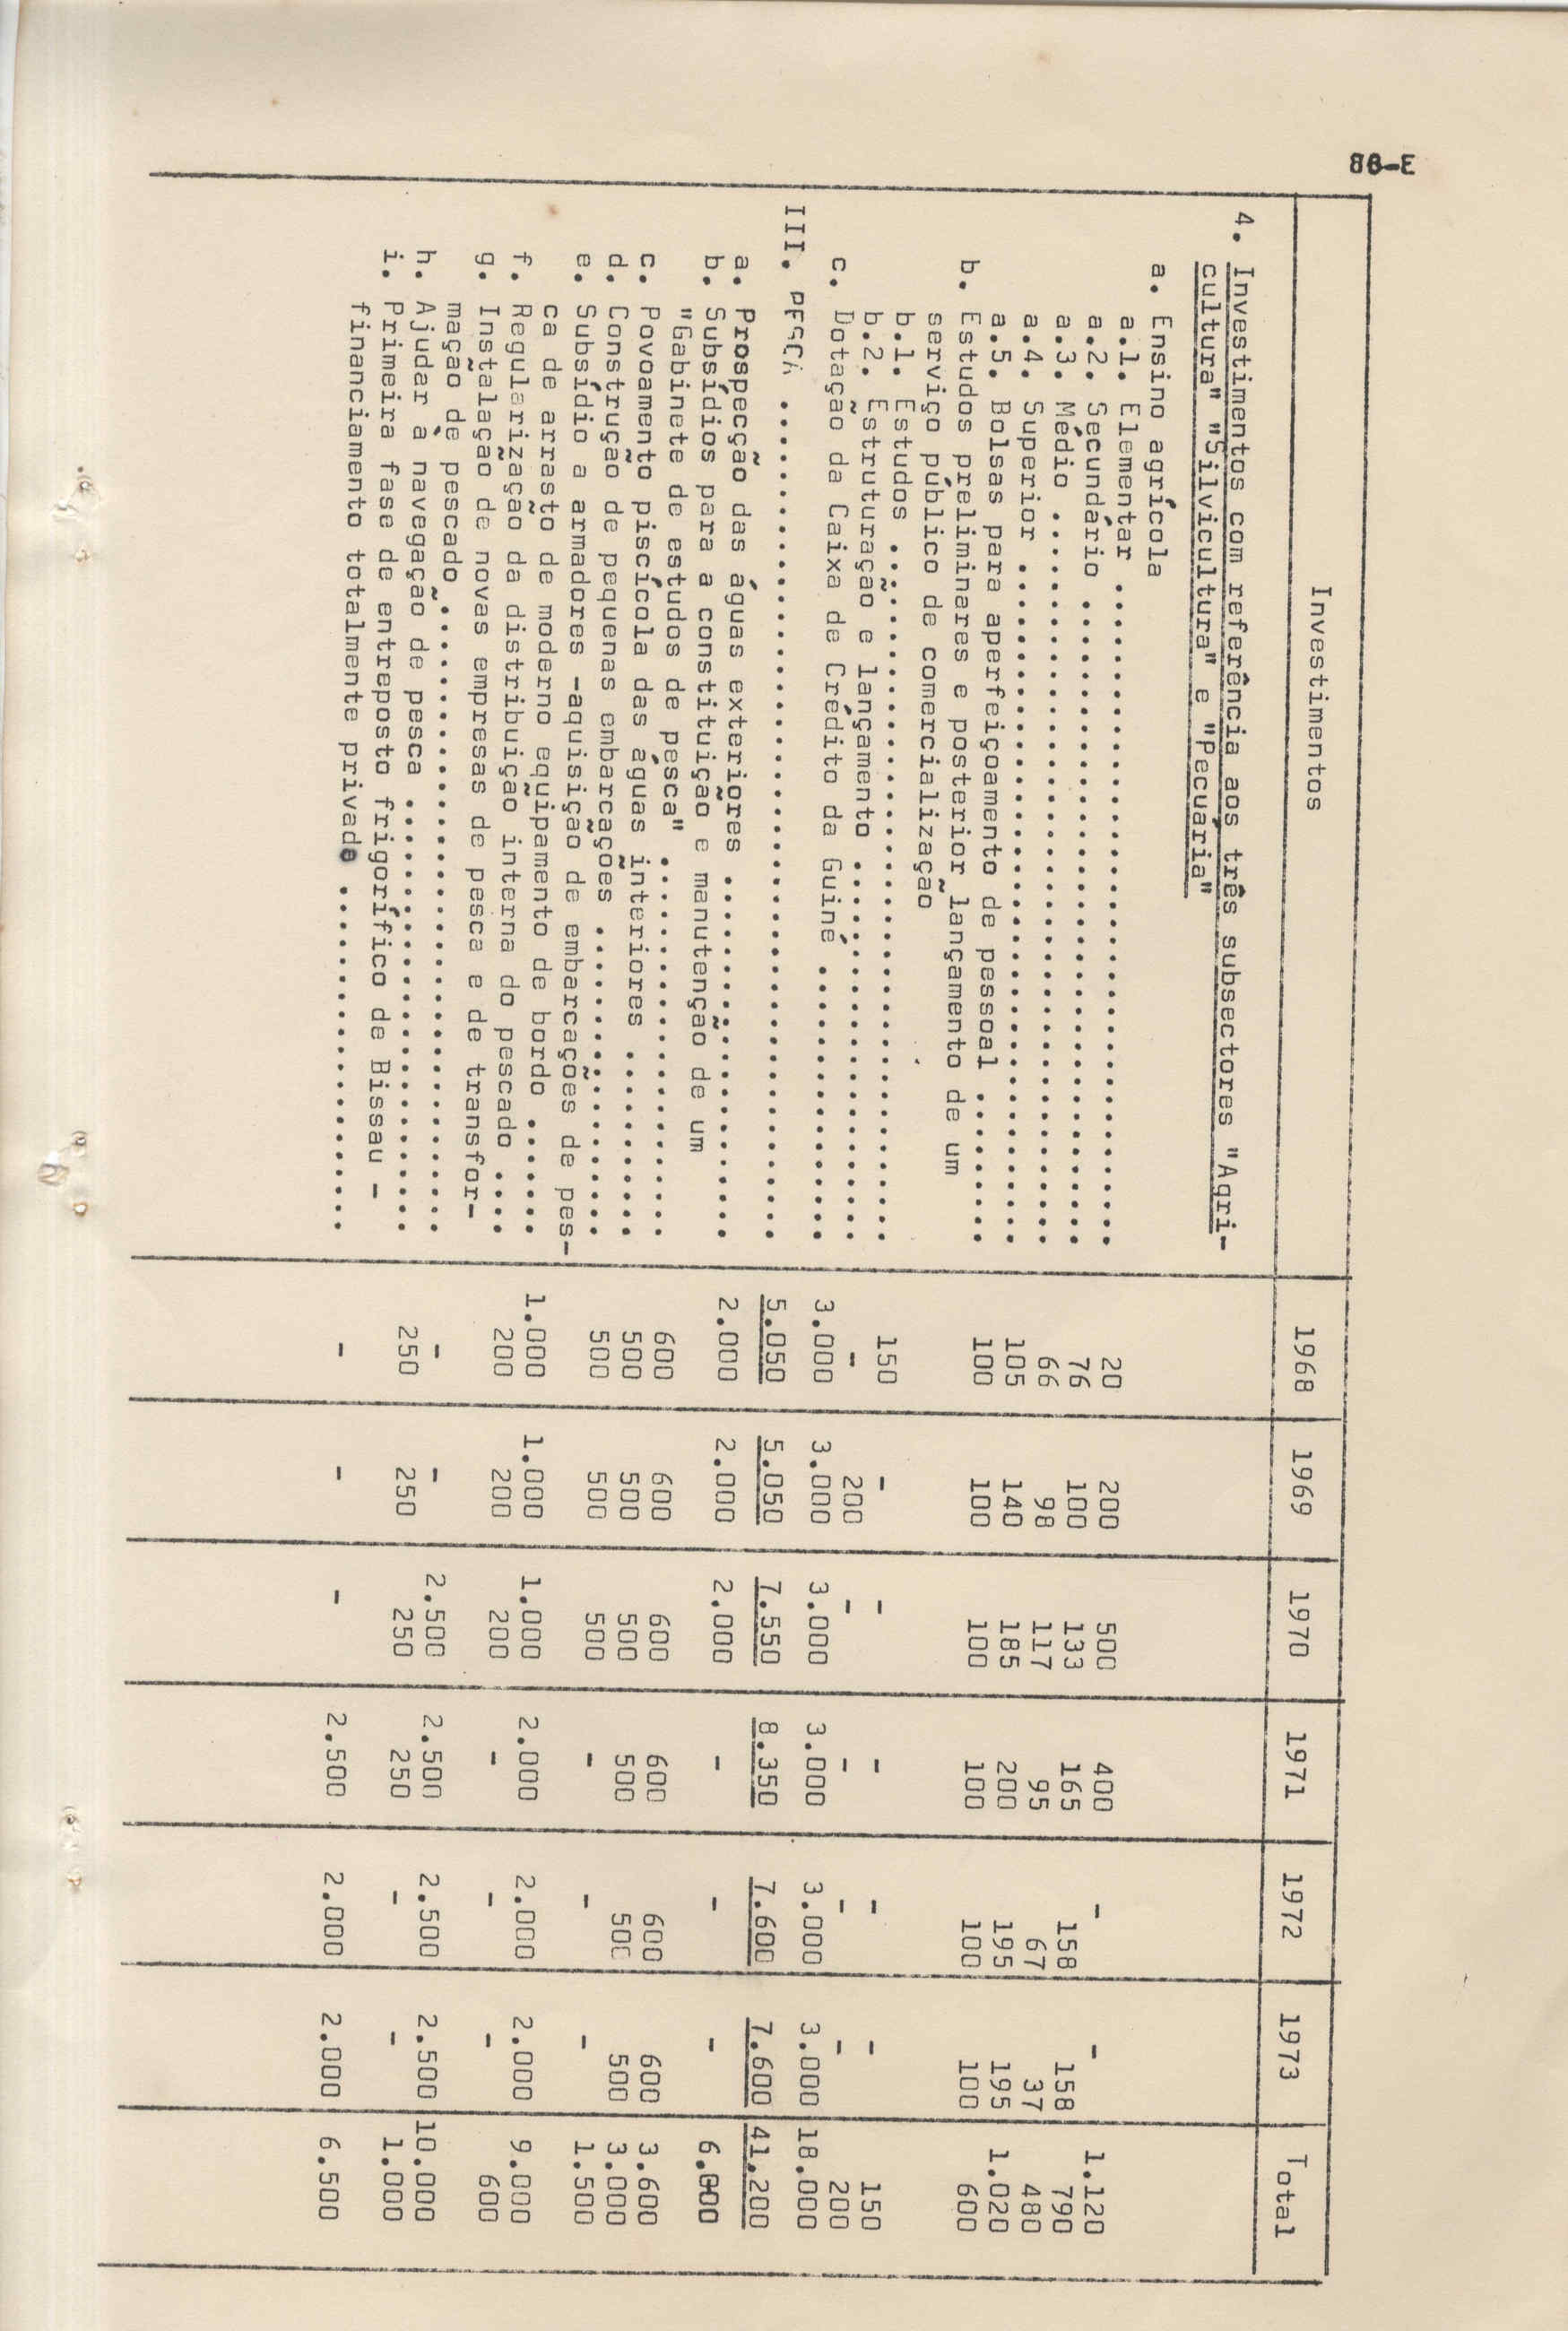 86-E
Investimentos 1968 1969 1970 1971 1972 1973 Total
4. Investimentos com referência aos três subsectores "Agri-
cultura" "Silvicultura" e "Pecuária"
a. Ensino agrícola
a.1. Elementar ........ 20 200 500 400 - - 1.120
a.2. Secundário ........ 76 100 133 165 158 158 790
a.3. Médio ........ 66 98 117 95 67 37 480
a.4. Superior ........ 105 140 185 200 195 195 1.020
a.5. Bolsas para aperfeiçoamento de pessoal ........ 100 100 100 100 100 100 600
b. Estudos preliminares e posterior lançamento de um
serviço público de comercialização
b.1. Estudos ........ 150 - - - - - 150
b.2. Estruturação e lançamento ........ - 200 - - - - 200
c. Dotação da Caixa de Crédito da Guiné ........ 3.000 3.000 3.000 3.000 3.000 3.000 18.000
III. PESCA ........ 5.050 5.050 7.550 8.350 7.600 7.600 41.200
a. Prospecção das águas exteriores ........ 2.000 2.000 2.000 - - - 6.000
b. Subsídios para a constituição e manutenção de um
"Gabinete de estudos de pesca" ........ 600 600 600 600 600 600 3.600
c. Povoamento piscícola das águas interiores ........ 500 500 500 500 500 500 3.000
d. Construção de pequenas embarcações ........ 500 500 500 - - - 1.500
e. Subsídio a armadores -aquisição de embarcações de pes-
ca de arrasto de moderno equipamento de bordo ....... 1.000 1.000 1.000 2.000 2.000 2.000 9.000
f. Regularização da distribuição interna do pescado .... 200 200 200 - - - 600
g. Instalação de novas empresas de pesca e de transfor-
mação de pescado ........ - - 2.500 2.500 2.500 2.500 10.000
h. Ajudar à navegação de pesca ........ 250 250 250 250 - - 1.000
i. Primeira fase de entreposto frigorífico de Bissau -
financiamento totalmente privado ........ - - - 2.500 2.000 2.000 6.500